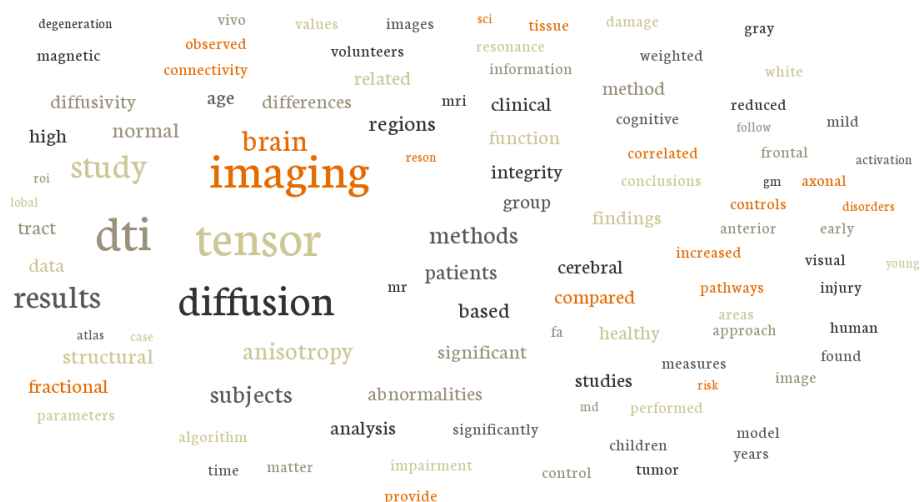 degeneration
vivo
values
images
sci
tissue
damage
gray
magnetic
observed
volunteers
resonance
weighted
connectivity
related
information
white
diffusivity
age
differences
mri
clinical
method
reduced
high
normal
brain
regions
function
cognitive
follow
mild
study
imaging
reson
integrity
correlated
frontal
activation
roi
conclusions
gm
axonal
lobal
group
controls
disorders
tract
dti
tensor
methods
findings
anterior
early
data
patients
cerebral
increased
visual
young
results
diffusion
mr
based
compared
pathways
injury
atlas
case
fa
healthy
areas
approach
human
structural
anisotropy
significant
measures
found
fractional
subjects
abnormalities
studies
risk
image
parameters
md
performed
algorithm
analysis
significantly
children
model
years
time
matter
impairment
control
tumor
provide